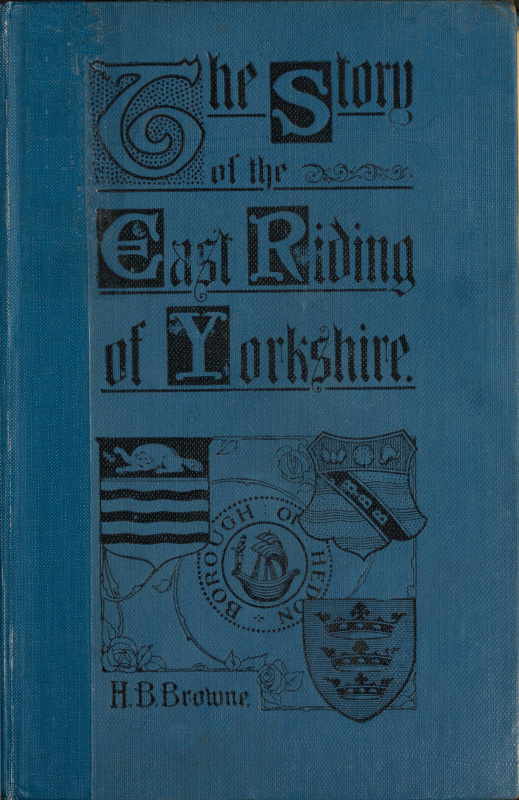 The Story
of the
East Riding
of Yorkshire.
BOROUGH OF HEDON
H. B. Browne.